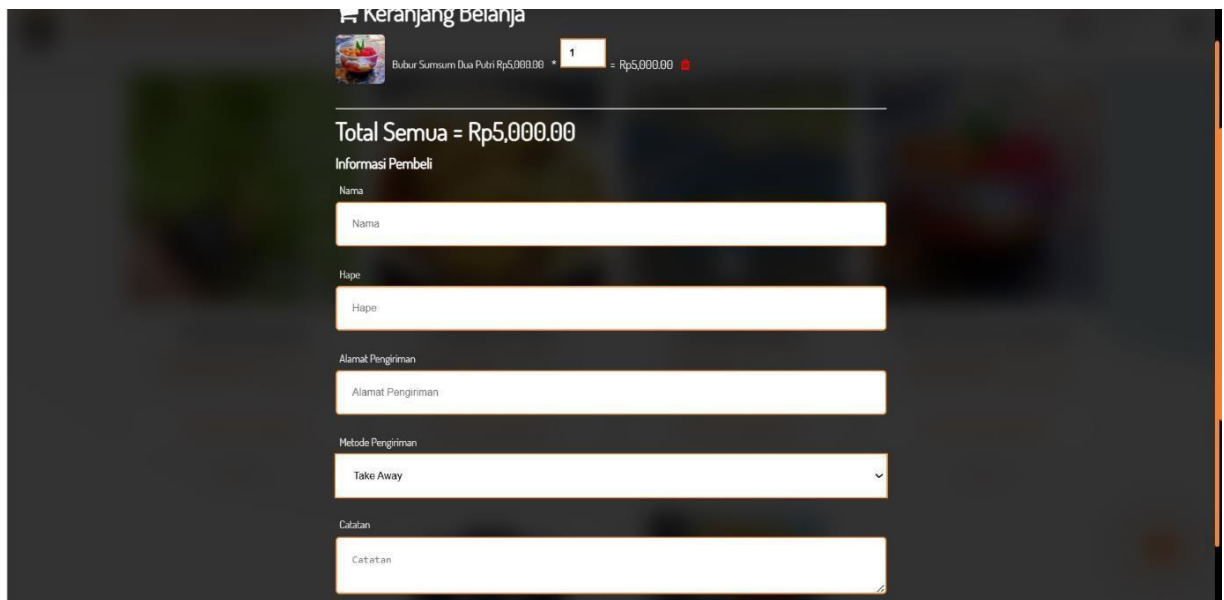 Keranjang Belanja
Bubur Sumsum Dua Putri Rp5,000.00 * 1 = Rp5,000.00
Total Semua = Rp5,000.00
Informasi Pembeli
Nama
Nama
Hape
Hape
Alamat Pengiriman
Alamat Pengiriman
Metode Pengiriman
Take Away
Catatan
Catatan